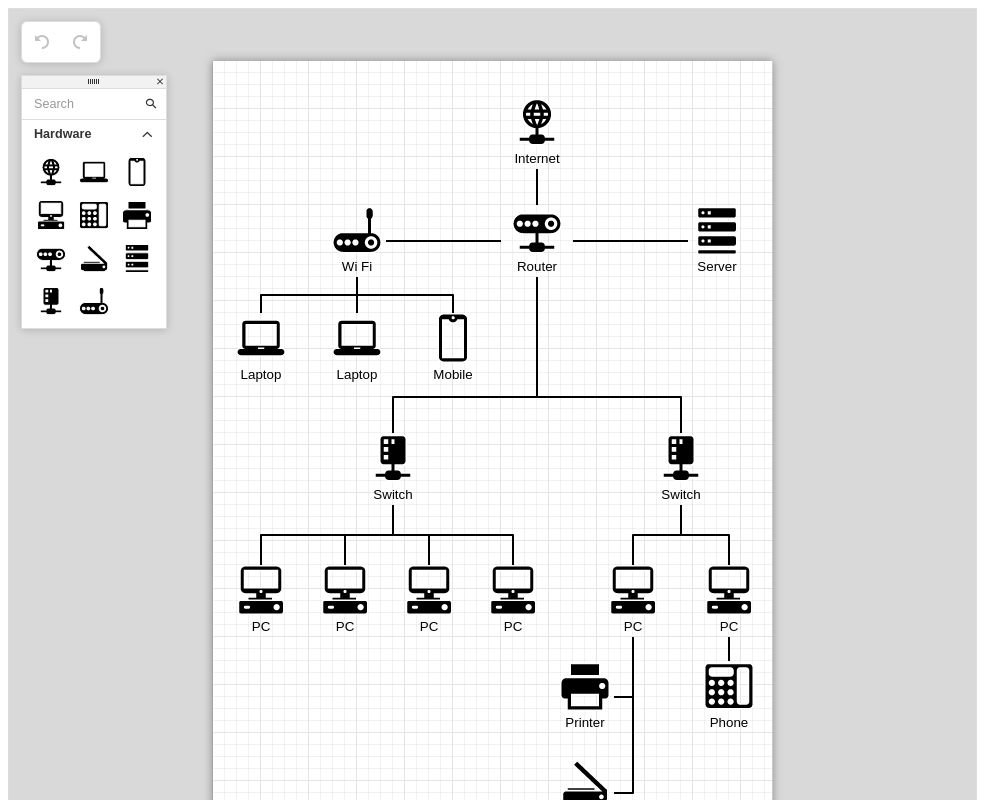 Search
Hardware
Internet
Wi Fi
Router
Server
Laptop
Laptop
Mobile
Switch
Switch
PC
PC
PC
PC
PC
PC
Printer
Phone